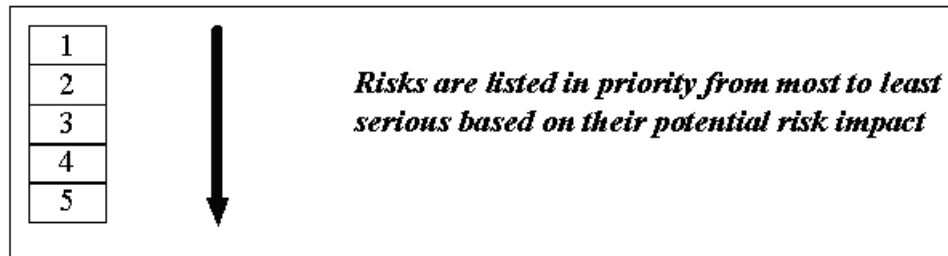 1
2
3
4
5
Risks are listed in priority from most to least
serious based on their potential risk impact